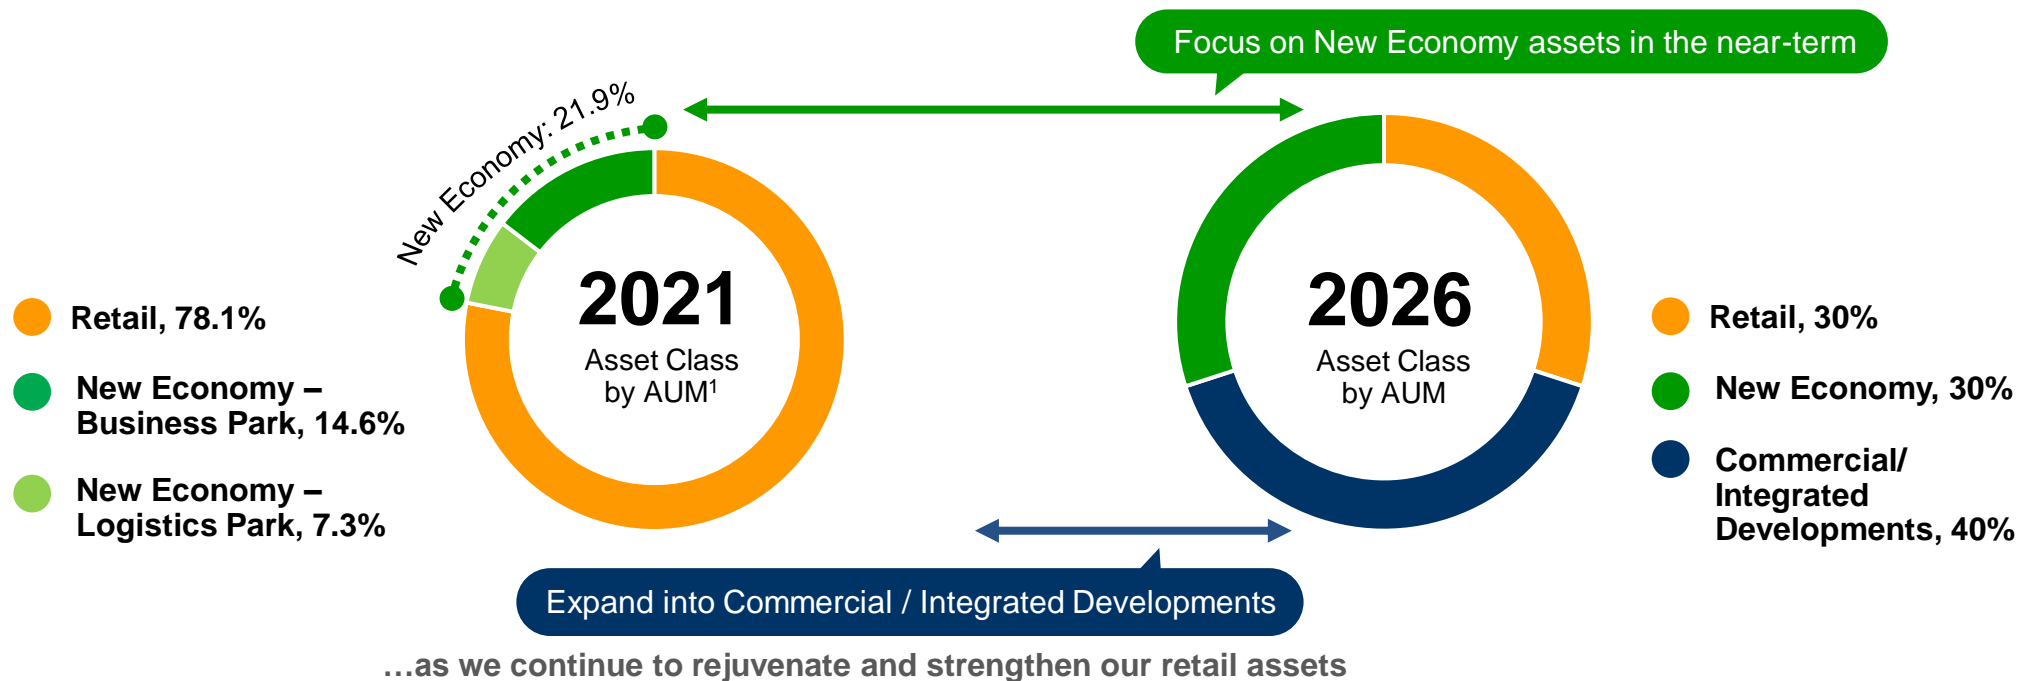 Focus on New Economy assets in the near-term
New Economy: 21.9%
2021
Asset Class
by AUM¹
Retail, 78.1%
New Economy –
Business Park, 14.6%
New Economy –
Logistics Park, 7.3%
2026
Asset Class
by AUM
Retail, 30%
New Economy, 30%
Commercial/
Integrated
Developments, 40%
Expand into Commercial / Integrated Developments
…as we continue to rejuvenate and strengthen our retail assets